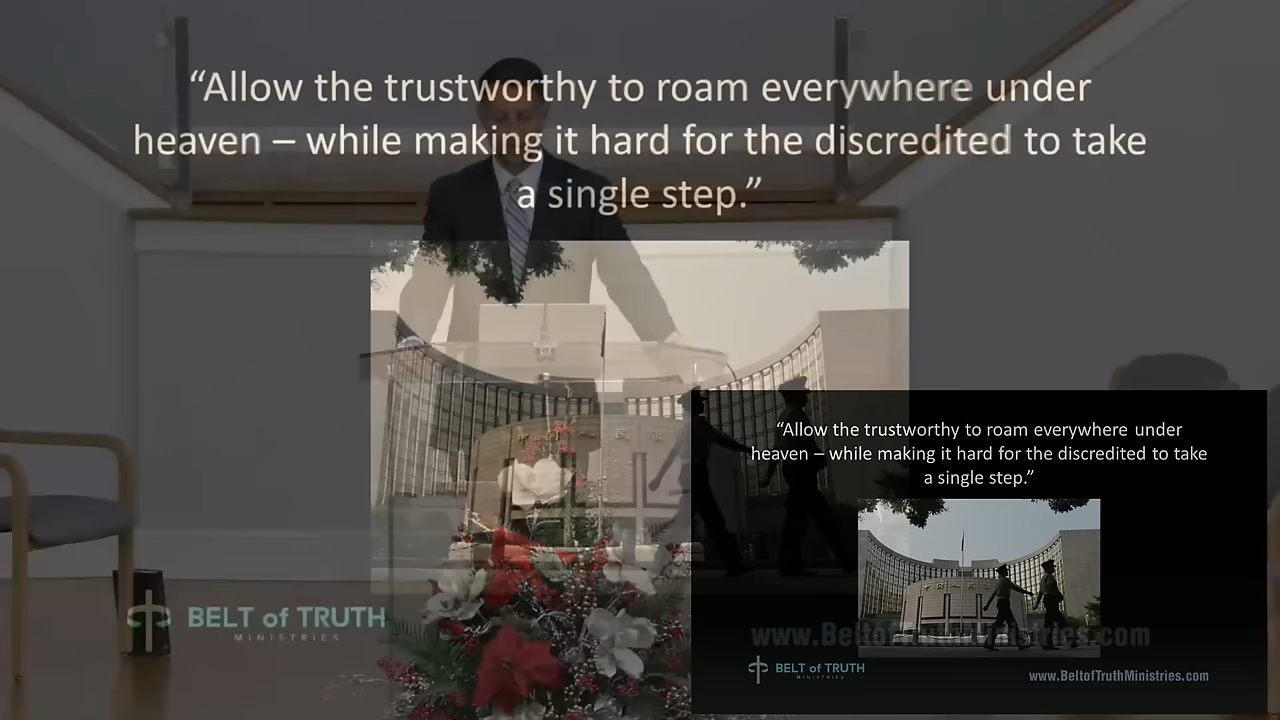 “Allow the trustworthy to roam everywhere under
heaven – while making it hard for the discredited to take
a single step.”
“Allow the trustworthy to roam everywhere under
heaven – while making it hard for the discredited to take
a single step.”
BELT of TRUTH
MINISTRIES
www.BeltofTruthMinistries.com
BELT of TRUTH
MINISTRIES
www.BeltofTruthMinistries.com